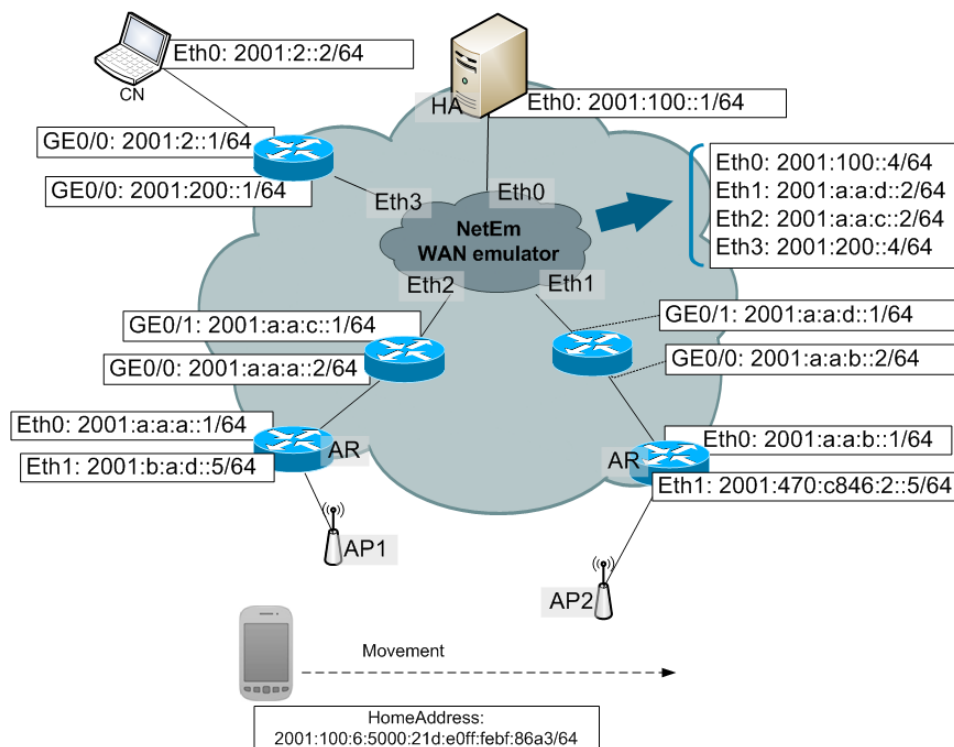 Eth0: 2001:2::2/64
CN
HA
Eth0: 2001:100::1/64
GE0/0: 2001:2::1/64
GE0/0: 2001:200::1/64
Eth3
Eth0
Eth0: 2001:100::4/64
Eth1: 2001:a:a:d::2/64
Eth2: 2001:a:a:c::2/64
Eth3: 2001:200::4/64
NetEm
WAN emulator
Eth2
Eth1
GE0/1: 2001:a:a:c::1/64
GE0/0: 2001:a:a:a::2/64
GE0/1: 2001:a:a:d::1/64
GE0/0: 2001:a:a:b::2/64
Eth0: 2001:a:a:a::1/64
AR
Eth1: 2001:b:a:d::5/64
Eth0: 2001:a:a:b::1/64
AR
Eth1: 2001:470:c846:2::5/64
AP1
AP2
Movement
HomeAddress:
2001:100:6:5000:21d:e0ff:febf:86a3/64